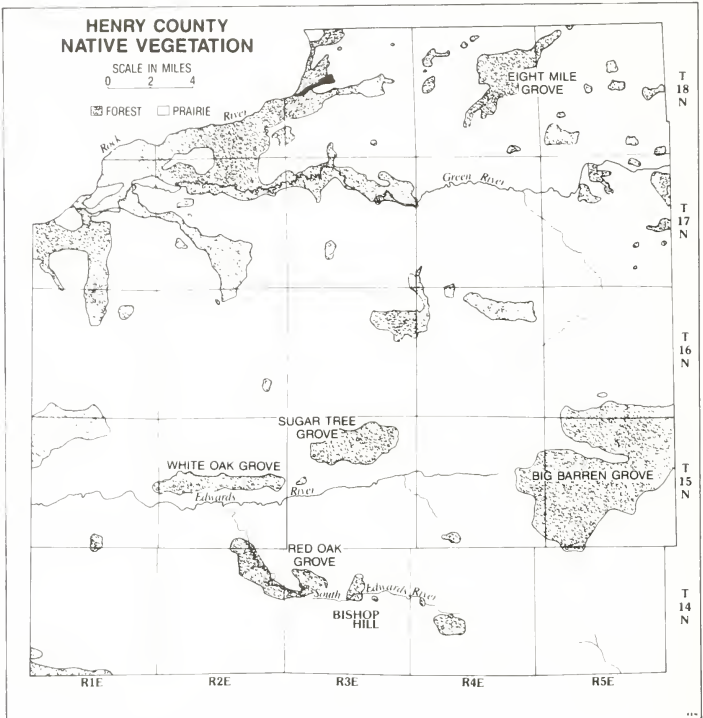 HENRY COUNTY
NATIVE VEGETATION
SCALE IN MILES
0 2 4
FOREST PRAIRIE
Rock River
EIGHT MILE
GROVE
T
18
N
Green River
T
17
N
T
16
N
SUGAR TREE
GROVE
WHITE OAK GROVE
BIG BARREN GROVE
Edwards River
T
15
N
RED OAK
GROVE
South Edwards River
BISHOP
HILL
T
14
N
R1E R2E R3E R4E R5E